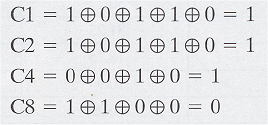 C1 = 1⊕0⊕1⊕1⊕0 = 1
C2 = 1⊕0⊕1⊕1⊕0 = 1
C4 = 0⊕0⊕1⊕0 = 1
C8 = 1⊕1⊕0⊕0 = 0